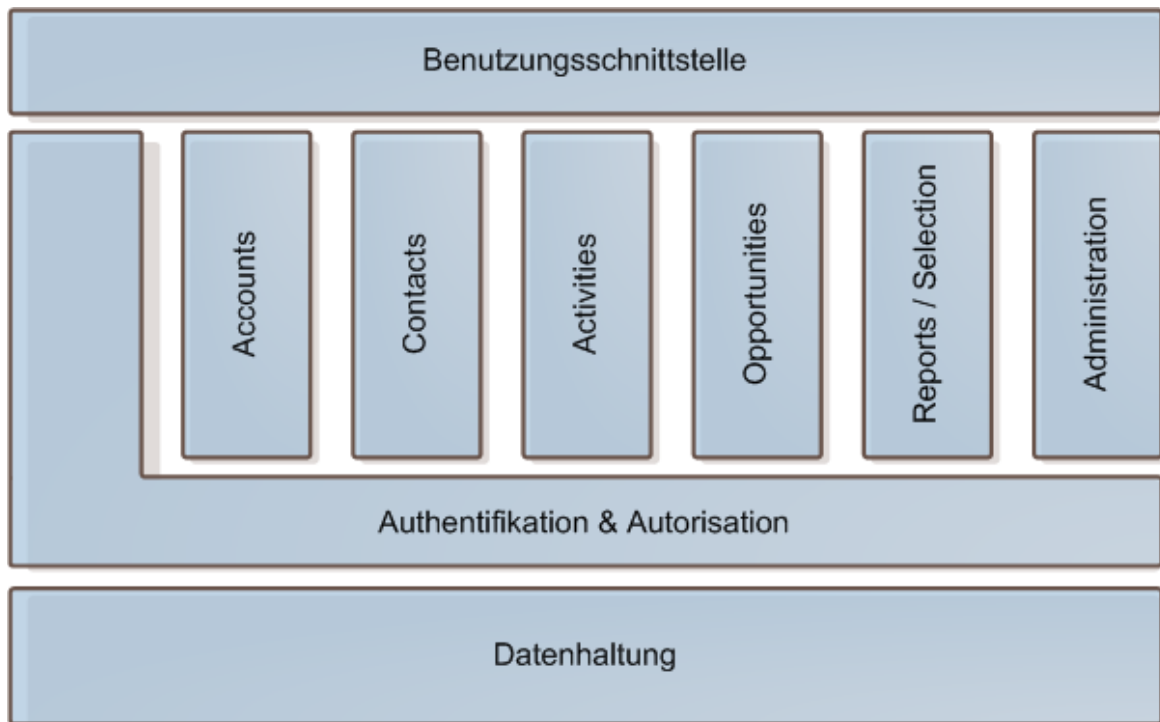 Benutzungsschnittstelle
Accounts
Contacts
Activities
Opportunities
Reports / Selection
Administration
Authentifikation & Autorisation
Datenhaltung